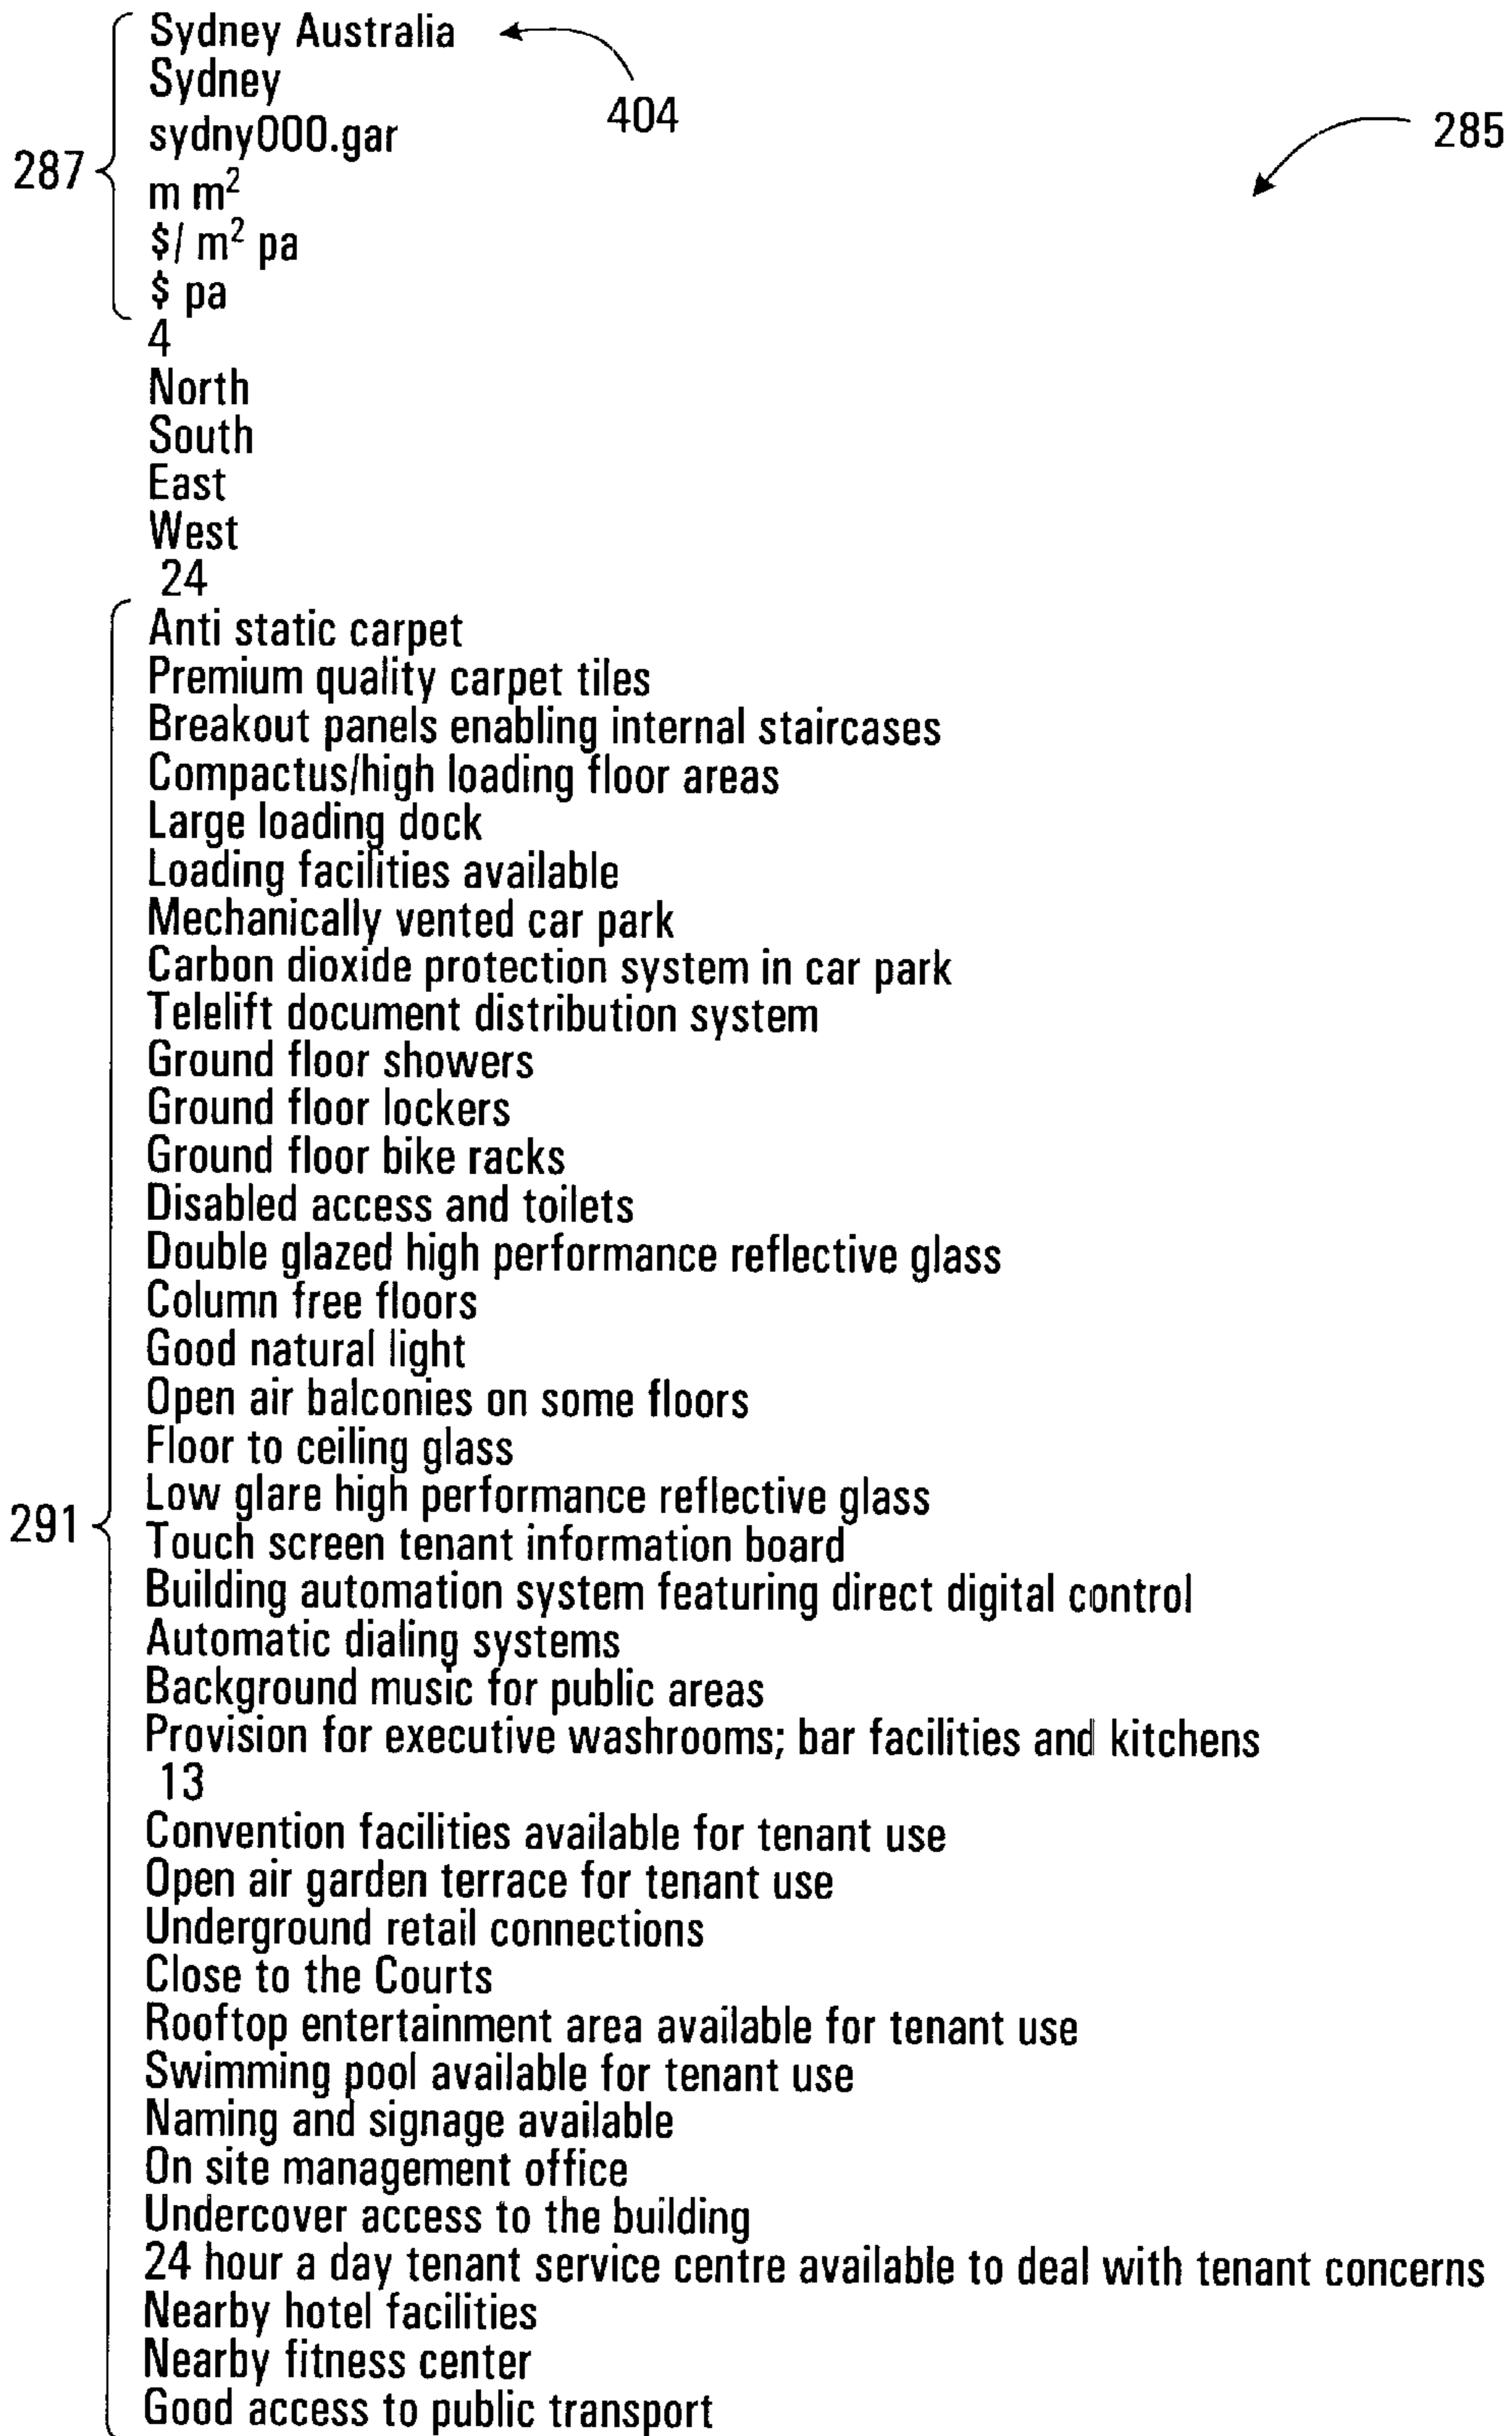 Sydney Australia
404
285
Sydney
sydny000.gar
287
m m²
$/ m² pa
$ pa
4
North
South
East
West
24
Anti static carpet
Premium quality carpet tiles
Breakout panels enabling internal staircases
Compactus/high loading floor areas
Large loading dock
Loading facilities available
Mechanically vented car park
Carbon dioxide protection system in car park
Telelift document distribution system
Ground floor showers
Ground floor lockers
Ground floor bike racks
Disabled access and toilets
Double glazed high performance reflective glass
Column free floors
Good natural light
Open air balconies on some floors
Floor to ceiling glass
Low glare high performance reflective glass
291
Touch screen tenant information board
Building automation system featuring direct digital control
Automatic dialing systems
Background music for public areas
Provision for executive washrooms; bar facilities and kitchens
13
Convention facilities available for tenant use
Open air garden terrace for tenant use
Underground retail connections
Close to the Courts
Rooftop entertainment area available for tenant use
Swimming pool available for tenant use
Naming and signage available
On site management office
Undercover access to the building
24 hour a day tenant service centre available to deal with tenant concerns
Nearby hotel facilities
Nearby fitness center
Good access to public transport